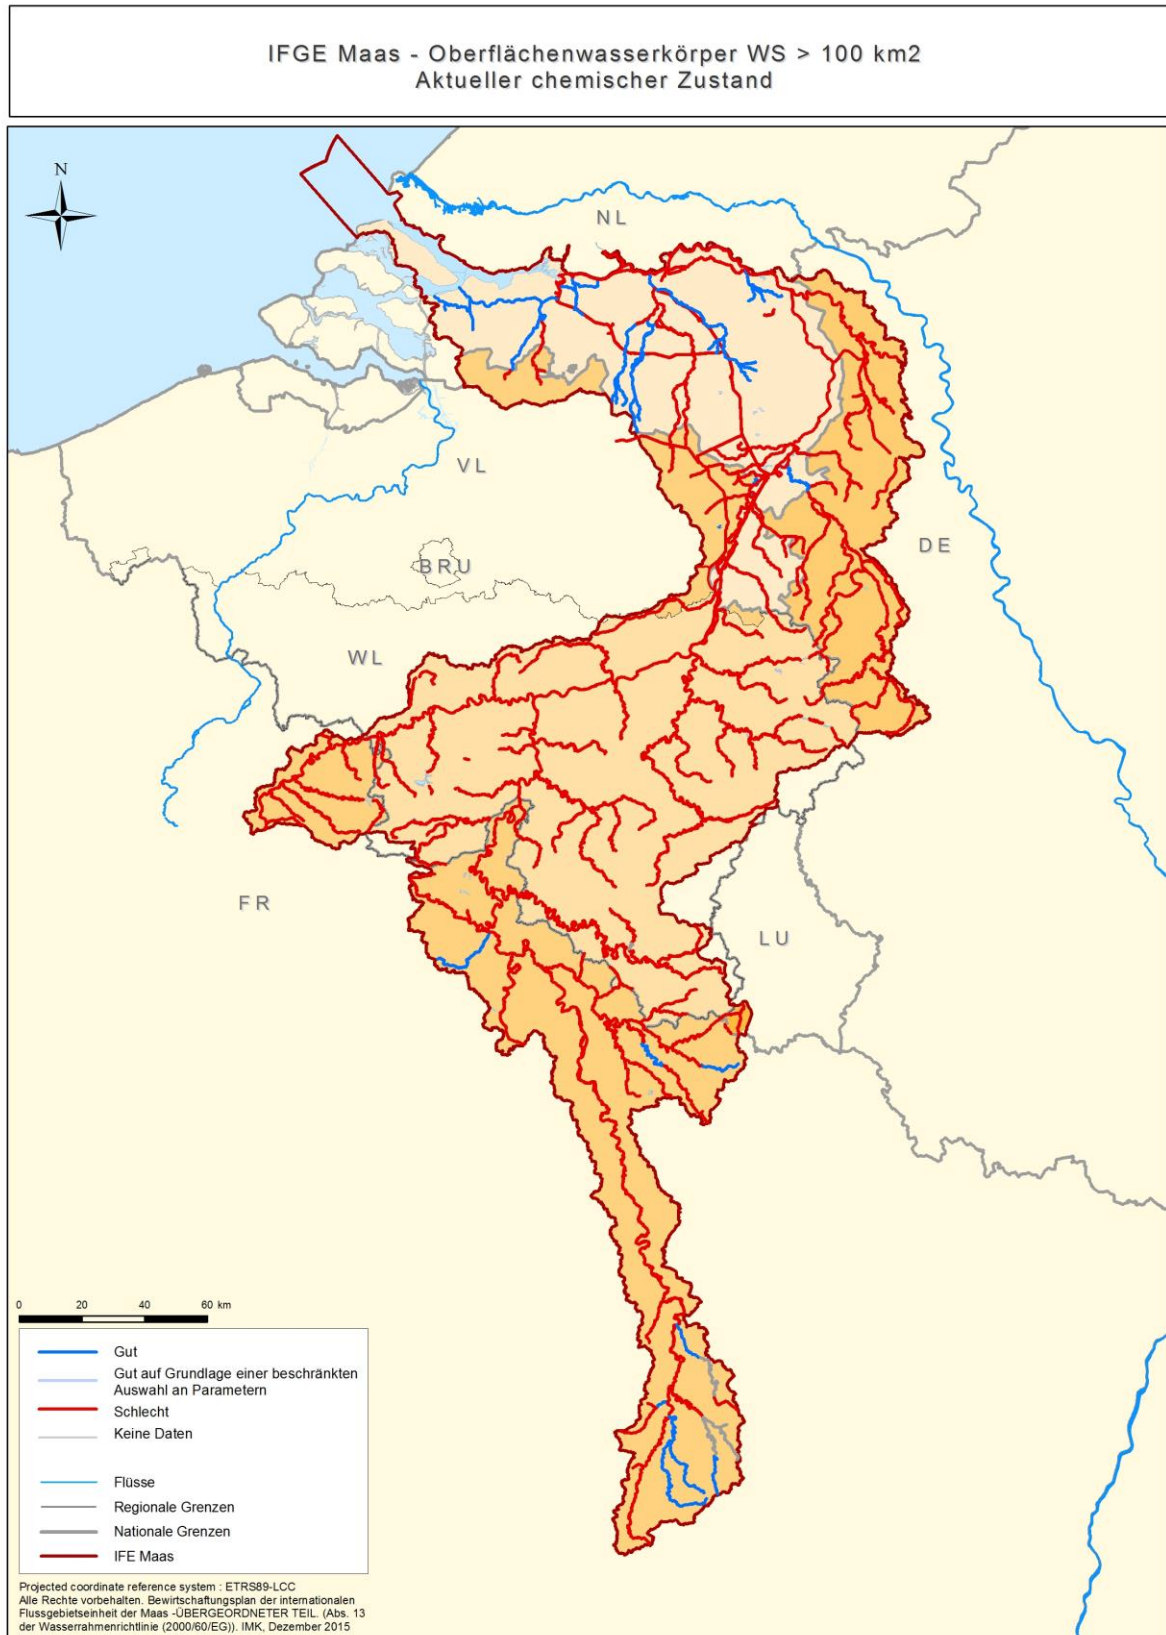 IFGE Maas - Oberflächenwasserkörper WS > 100 km2
Aktueller chemischer Zustand
N
NL
VL
DE
BRU
WL
FR
LU
0 20 40 60 km
Gut
Gut auf Grundlage einer beschränkten
Auswahl an Parametern
Schlecht
Keine Daten
Flüsse
Regionale Grenzen
Nationale Grenzen
IFE Maas
Projected coordinate reference system : ETRS89-LCC
Alle Rechte vorbehalten. Bewirtschaftungsplan der internationalen
Flussgebietseinheit der Maas -ÜBERGEORDNETER TEIL. (Abs. 13
der Wasserrahmenrichtlinie (2000/60/EG)). IMK, Dezember 2015